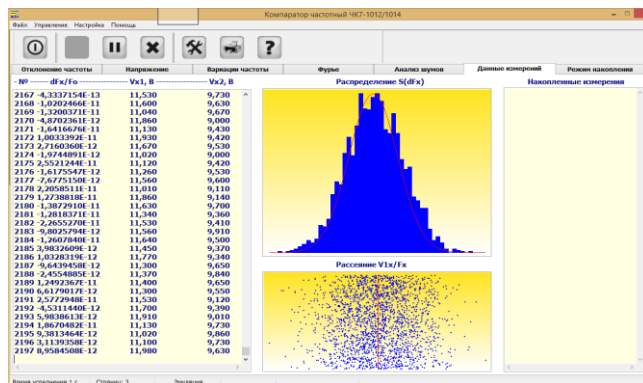 Компаратор частотный ЧК7-1012/1014
Файл Управление Настройка Помощь
Отклонение частоты Напряжение Вариации частоты Фурье Анализ шумов Данные измерений Режим накопления
- Nº ------ dFx/Fo ---------------- Vx1, В ---------------- Vx2, В
Распределение S(dFx)
Накопленные измерения
2167 -4,3337154E-13 11,530 9,730
2168 -1,0202466E-11 11,600 9,630
2169 -1,3200371E-11 11,040 9,670
2170 -4,8702361E-12 11,860 9,000
2171 -1,6416676E-11 11,130 9,430
2172 1,0033392E-11 11,930 9,420
2173 2,7160360E-12 11,670 9,530
2174 -1,9744891E-12 11,020 9,000
2175 2,5521244E-11 11,120 9,420
2176 -1,6175547E-12 11,260 9,530
2177 -7,6775150E-12 11,560 9,600
2178 2,2058511E-11 11,010 9,110
2179 1,2738818E-11 11,860 9,140
2180 -1,3872910E-11 11,630 9,700
2181 -1,2818371E-11 11,340 9,360
2182 -2,2655270E-11 11,530 9,410
2183 -9,8025794E-12 11,560 9,910
2184 -1,2607840E-11 11,640 9,500
2185 3,9832609E-12 11,450 9,370
2186 1,0328319E-12 11,770 9,340
2187 -9,6439458E-12 11,300 9,650
2188 -2,4554885E-12 11,370 9,840
2189 1,2492367E-11 11,400 9,650
2190 6,6179017E-12 11,300 9,550
2191 2,5772948E-11 11,530 9,120
2192 -4,5311440E-12 11,700 9,390
2193 5,9838613E-12 11,910 9,010
2194 1,8670482E-11 11,130 9,730
2195 9,3813464E-12 11,020 9,860
2196 3,1139358E-12 11,100 9,730
2197 8,9584508E-12 11,980 9,630
Рассеяние V1x/Fx
Время усреднения 1 с Страниц: 3 Эмуляция